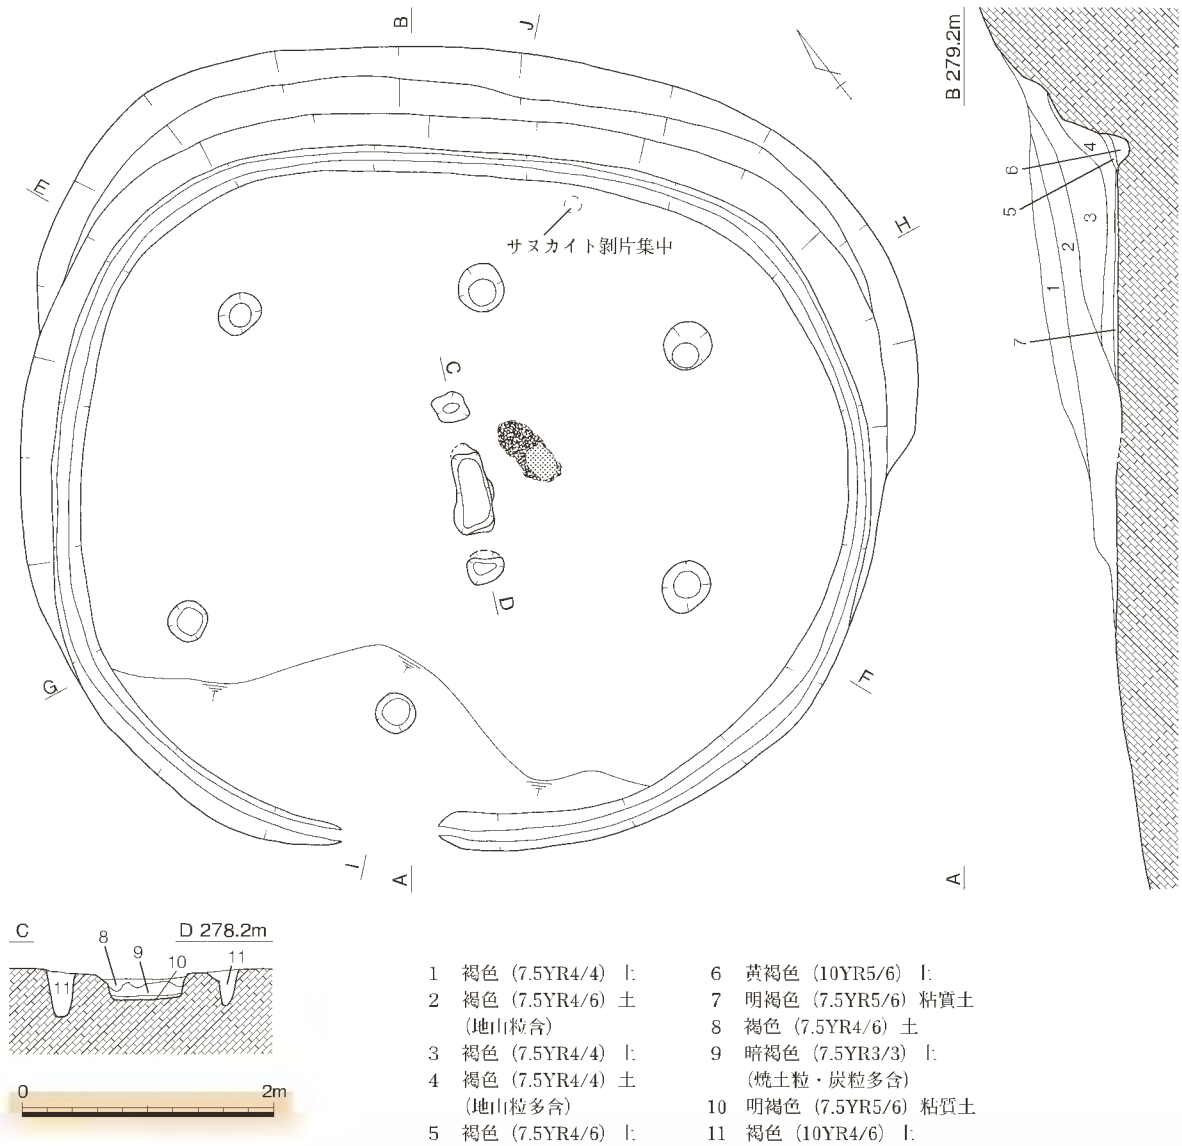 B
J
B 279.2m
E
サヌカイト剝片集中
H
C
D
G
F
I
A
A
6
5
4
3
2
1
7
C
D 278.2m
8
9
10
11
11
0
2m
1 褐色 (7.5YR4/4) 土
2 褐色 (7.5YR4/6) 土
(地山粒含)
3 褐色 (7.5YR4/4) 土
4 褐色 (7.5YR4/4) 土
(地山粒多含)
5 褐色 (7.5YR4/6) 土
6 黄褐色 (10YR5/6) 土
7 明褐色 (7.5YR5/6) 粘質土
8 褐色 (7.5YR4/6) 土
9 暗褐色 (7.5YR3/3) 土
(焼土粒・炭粒多含)
10 明褐色 (7.5YR5/6) 粘質土
11 褐色 (10YR4/6) 土